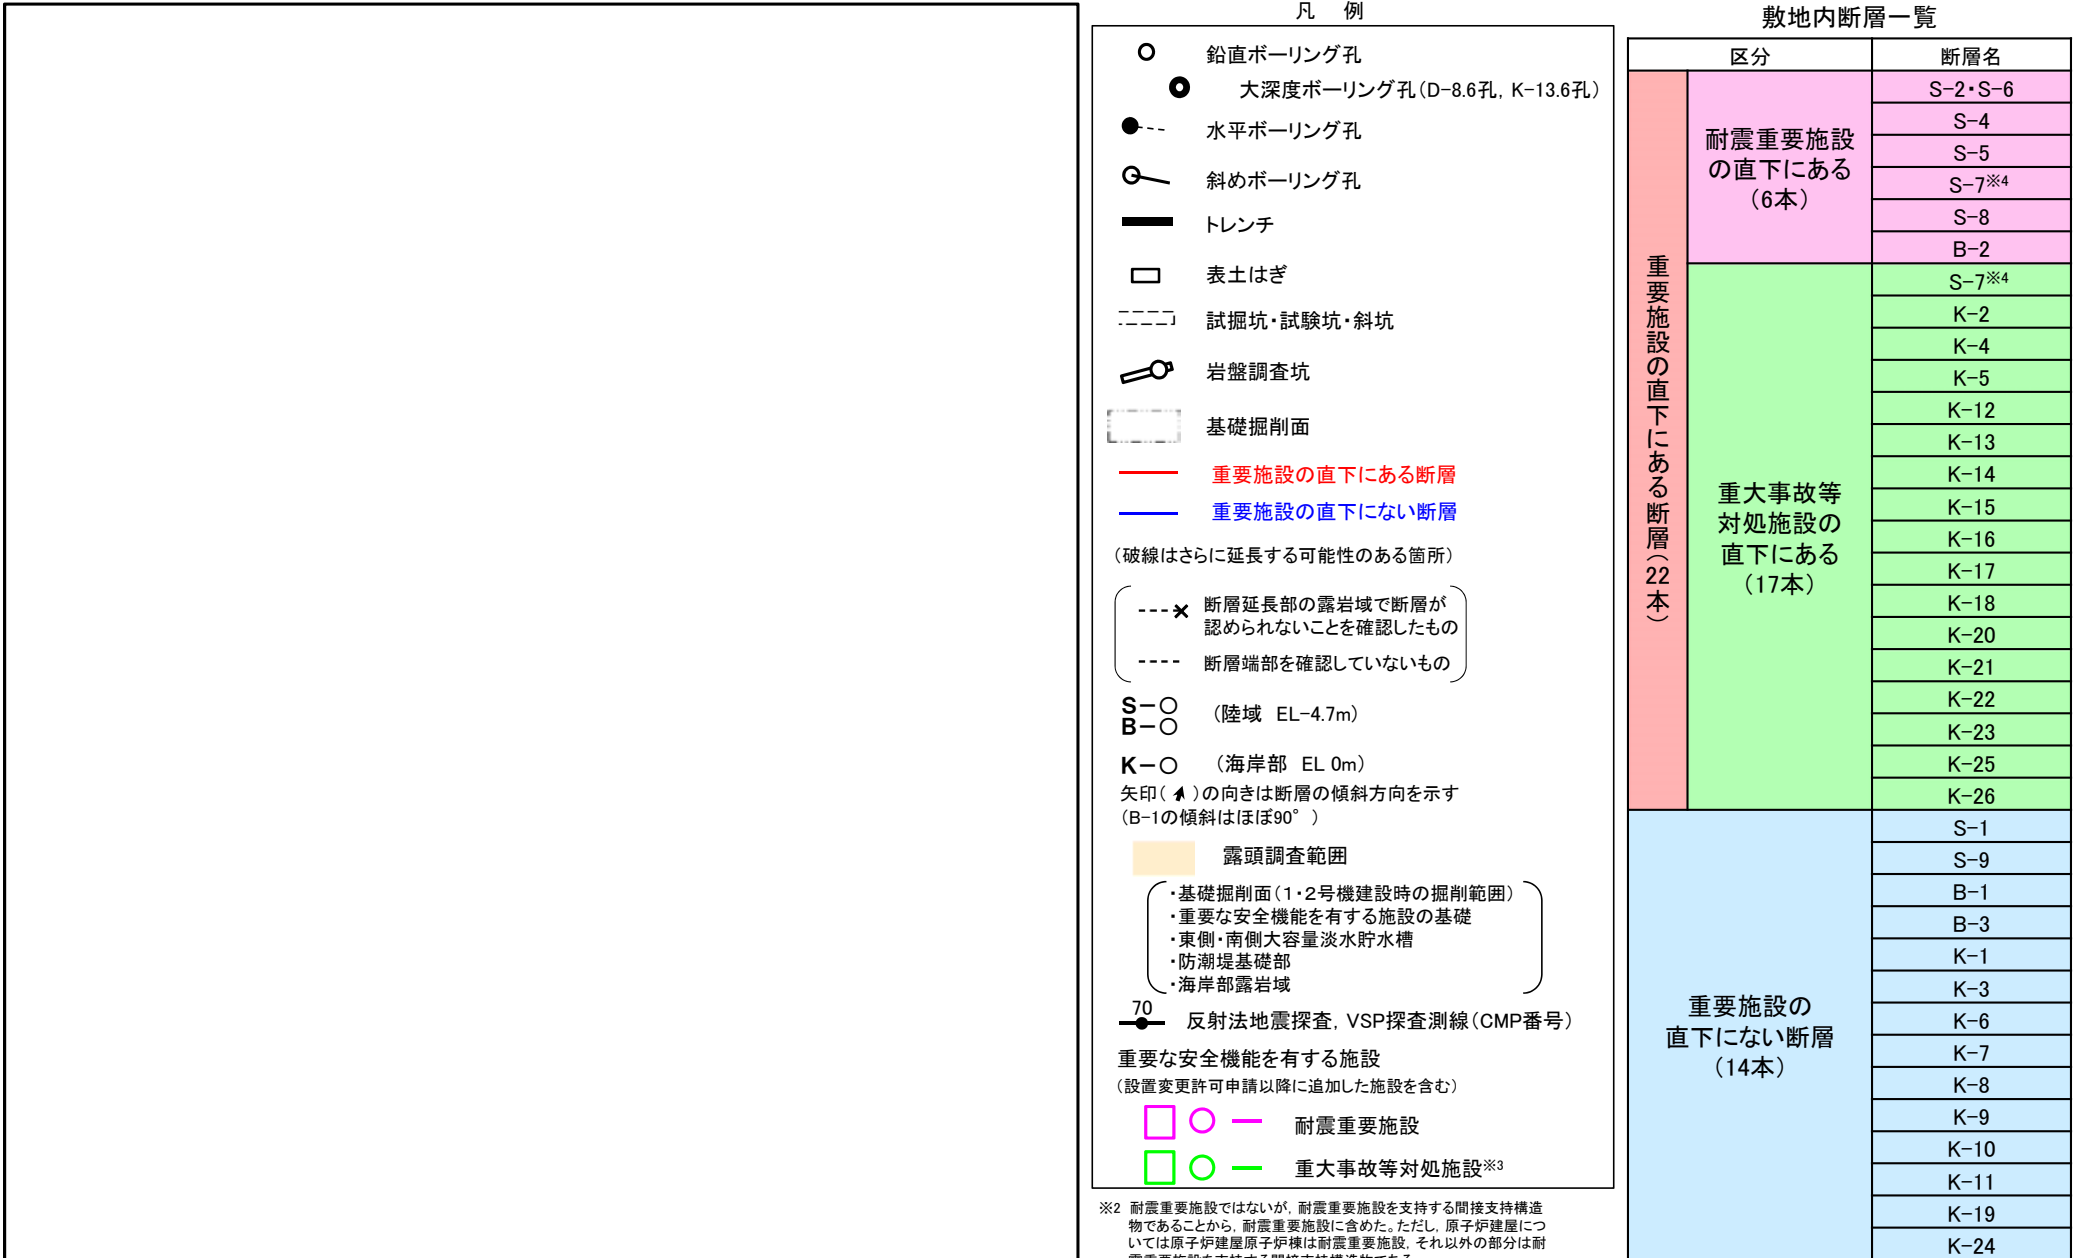 凡 例
鉛直ボーリング孔
大深度ボーリング孔(D-8.6孔, K-13.6孔)
水平ボーリング孔
斜めボーリング孔
トレンチ
表土はぎ
試掘坑・試験坑・斜坑
岩盤調査坑
基礎掘削面
重要施設の直下にある断層
重要施設の直下にない断層
(破線はさらに延長する可能性のある箇所)
断層延長部の露岩域で断層が
認められないことを確認したもの
断層端部を確認していないもの
S-○
B-○
(陸域 EL-4.7m)
K-○ (海岸部 EL 0m)
矢印( )の向きは断層の傾斜方向を示す
(B-1の傾斜はほぼ90°)
露頭調査範囲
・基礎掘削面(1・2号機建設時の掘削範囲)
・重要な安全機能を有する施設の基礎
・東側・南側大容量淡水貯水槽
・防潮堤基礎部
・海岸部露岩域
70
反射法地震探査, VSP探査測線(CMP番号)
重要な安全機能を有する施設
(設置変更許可申請以降に追加した施設を含む)
耐震重要施設
重大事故等対処施設※3
※2 耐震重要施設ではないが, 耐震重要施設を支持する間接支持構造
物であることから, 耐震重要施設に含めた。ただし, 原子炉建屋につ
いては原子炉建屋原子炉棟は耐震重要施設, それ以外の部分は耐
敷地内断層一覧
区分 断層名
重要施設の直下にある断層(22本)
耐震重要施設
の直下にある
(6本)
S-2・S-6
S-4
S-5
S-7※4
S-8
B-2
重大事故等
対処施設の
直下にある
(17本)
S-7※4
K-2
K-4
K-5
K-12
K-13
K-14
K-15
K-16
K-17
K-18
K-20
K-21
K-22
K-23
K-25
K-26
重要施設の
直下にない断層
(14本)
S-1
S-9
B-1
B-3
K-1
K-3
K-6
K-7
K-8
K-9
K-10
K-11
K-19
K-24